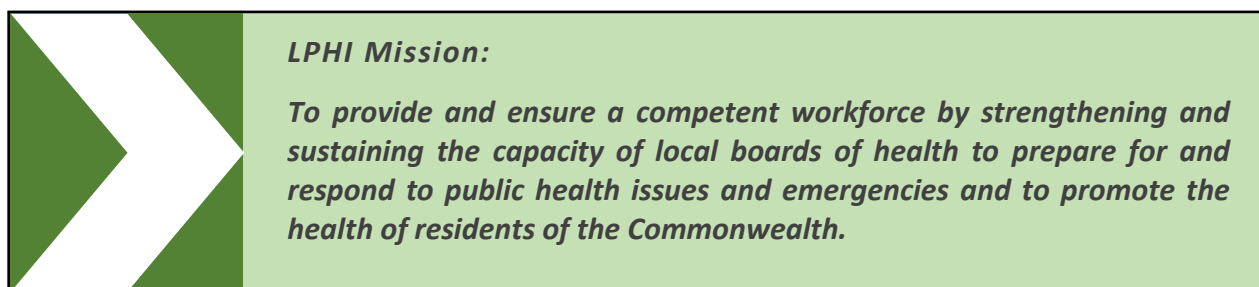 LPHI Mission:
To provide and ensure a competent workforce by strengthening and
sustaining the capacity of local boards of health to prepare for and
respond to public health issues and emergencies and to promote the
health of residents of the Commonwealth.